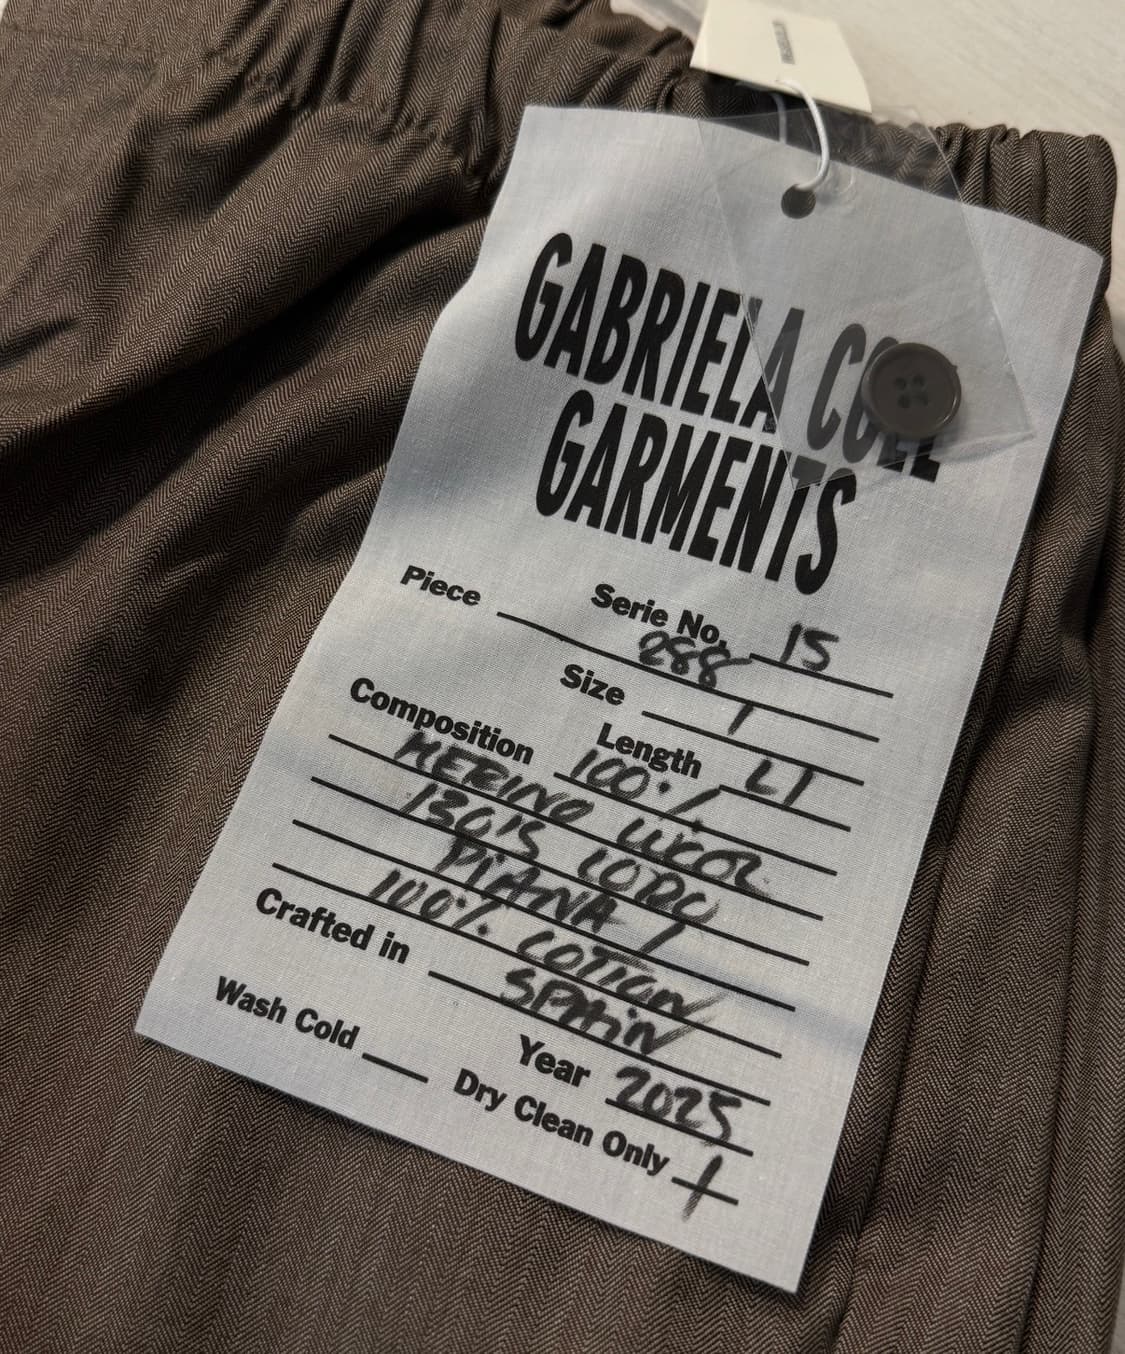 GABRIELA COLL
GARMENTS
Serie No. 15
Piece 288
Size 1
Length L1
Composition 100%
MERINO WOOL
130'S LORO
PIANA /
100% COTTON
Crafted in SPAIN
Year 2025
Wash Cold
Dry Clean Only /